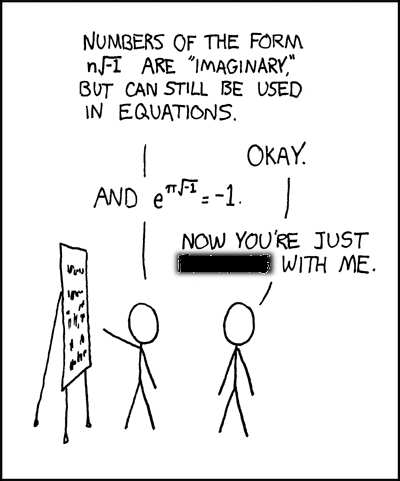 NUMBERS OF THE FORM
n√-1 ARE "IMAGINARY,"
BUT CAN STILL BE USED
IN EQUATIONS.
OKAY.
AND e^π√-1 = -1.
NOW YOU'RE JUST
WITH ME.